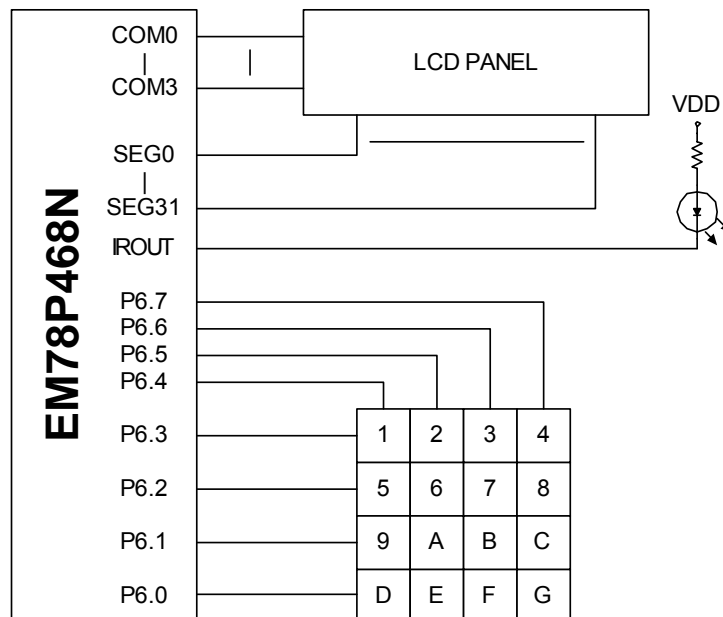 EM78P468N
COM0
COM3
SEG0
SEG31
IROUT
P6.7
P6.6
P6.5
P6.4
P6.3
P6.2
P6.1
P6.0
LCD PANEL
VDD
1 2 3 4
5 6 7 8
9 A B C
D E F G